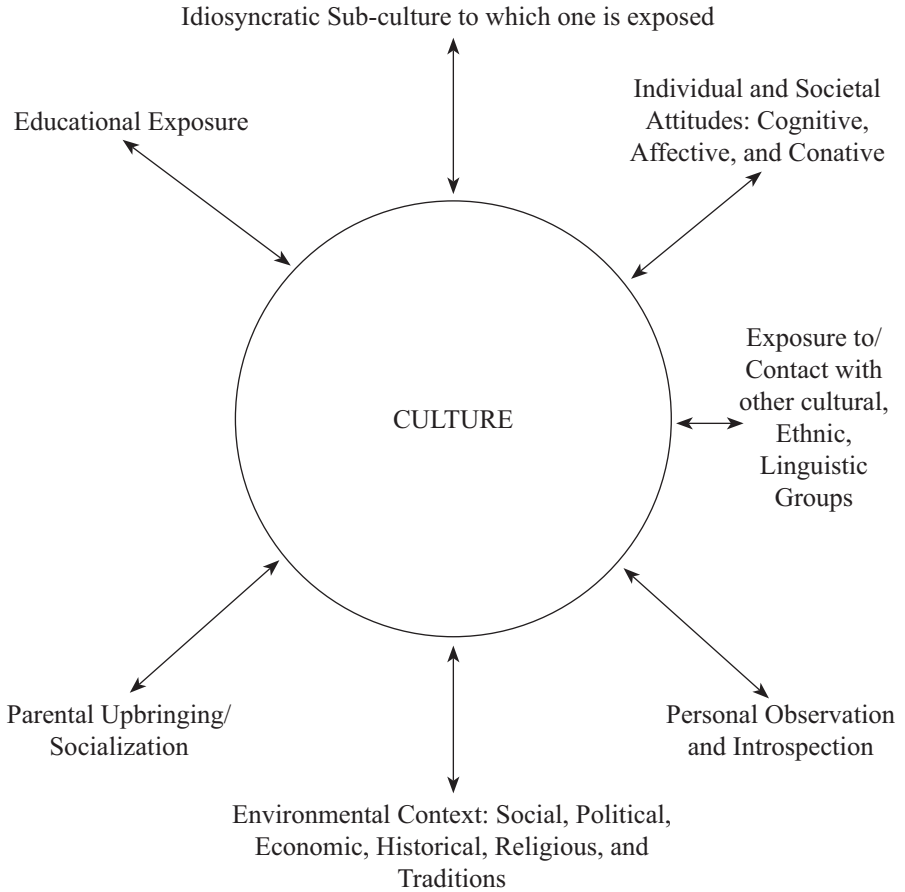 Idiosyncratic Sub-culture to which one is exposed
Individual and Societal
Attitudes: Cognitive,
Affective, and Conative
Educational Exposure
Exposure to/
Contact with
other cultural,
Ethnic,
Linguistic
Groups
CULTURE
Parental Upbringing/
Socialization
Personal Observation
and Introspection
Environmental Context: Social, Political,
Economic, Historical, Religious, and
Traditions